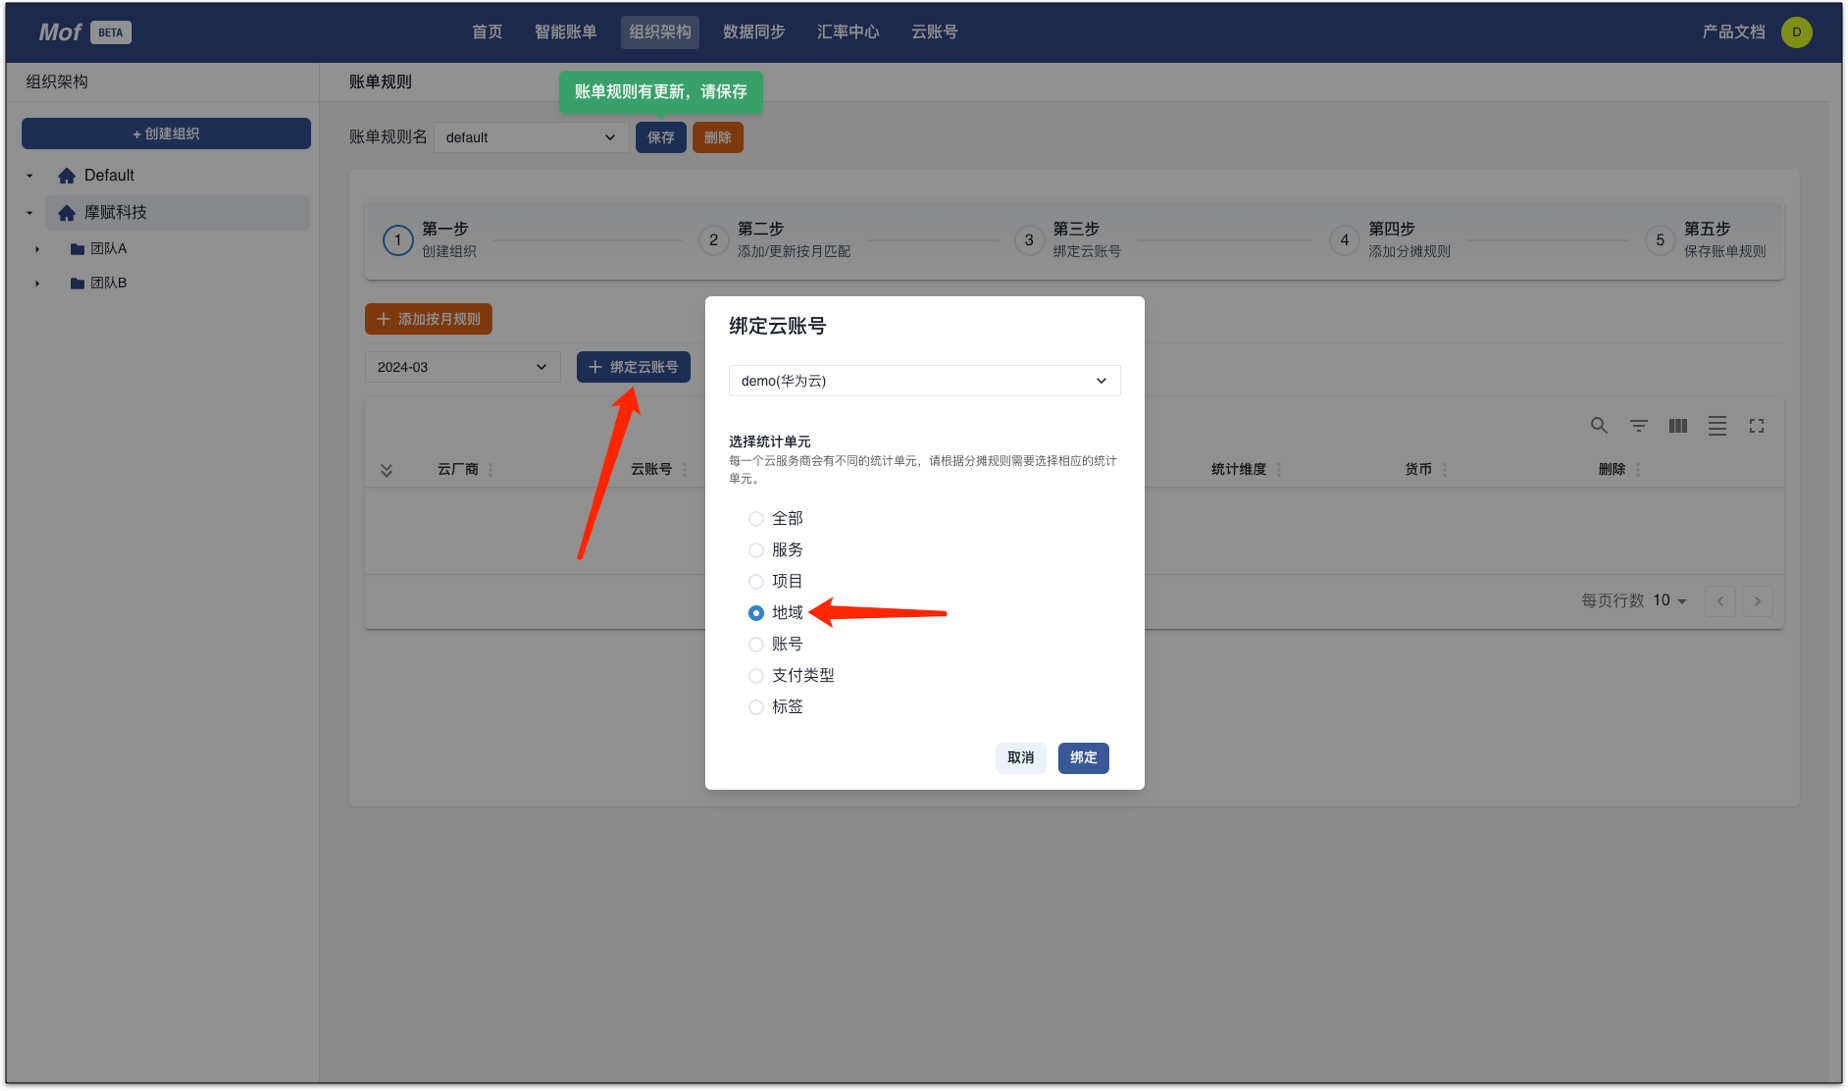 Mof BETA
首页 智能账单 组织架构 数据同步 汇率中心 云账号
产品文档 D
组织架构
+ 创建组织
Default
摩赋科技
团队A
团队B
账单规则
账单规则有更新，请保存
账单规则名 default 保存 删除
1 第一步
创建组织
2 第二步
添加/更新按月匹配
3 第三步
绑定云账号
4 第四步
添加分摊规则
5 第五步
保存账单规则
+ 添加按月规则
2024-03 + 绑定云账号
云厂商 云账号 统计维度 货币 删除
每页行数 10
绑定云账号
demo(华为云)
选择统计单元
每一个云服务商会有不同的统计单元，请根据分摊规则需要选择相应的统计
单元。
全部
服务
项目
地域
账号
支付类型
标签
取消 绑定